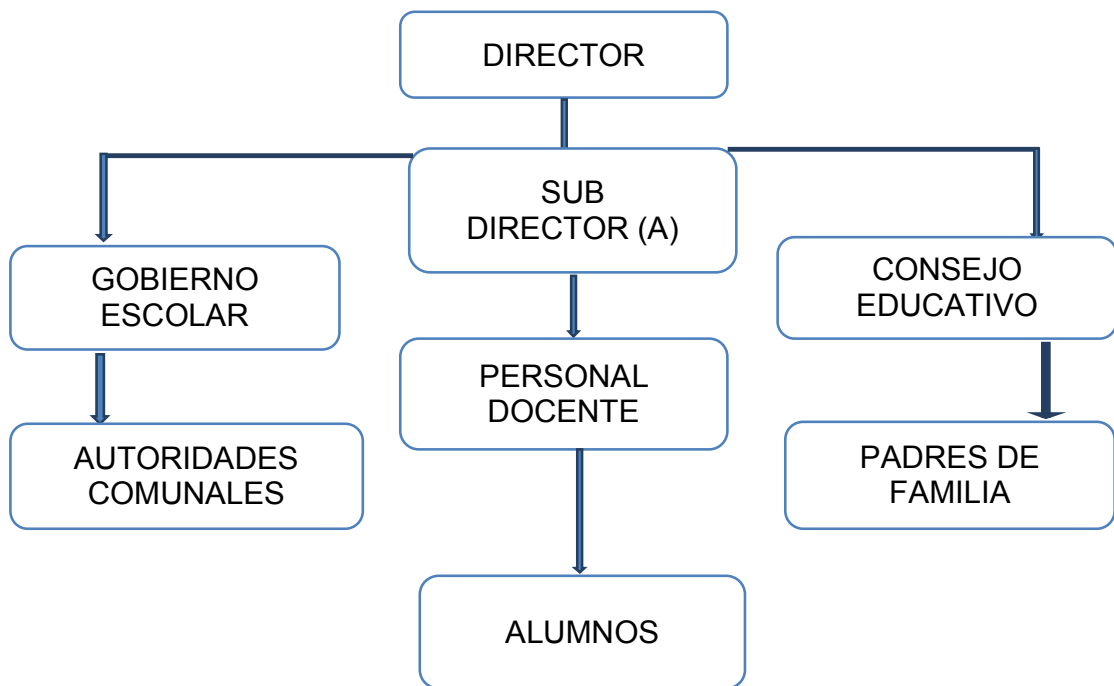 DIRECTOR
SUB
DIRECTOR (A)
GOBIERNO
ESCOLAR
CONSEJO
EDUCATIVO
PERSONAL
DOCENTE
AUTORIDADES
COMUNALES
PADRES DE
FAMILIA
ALUMNOS